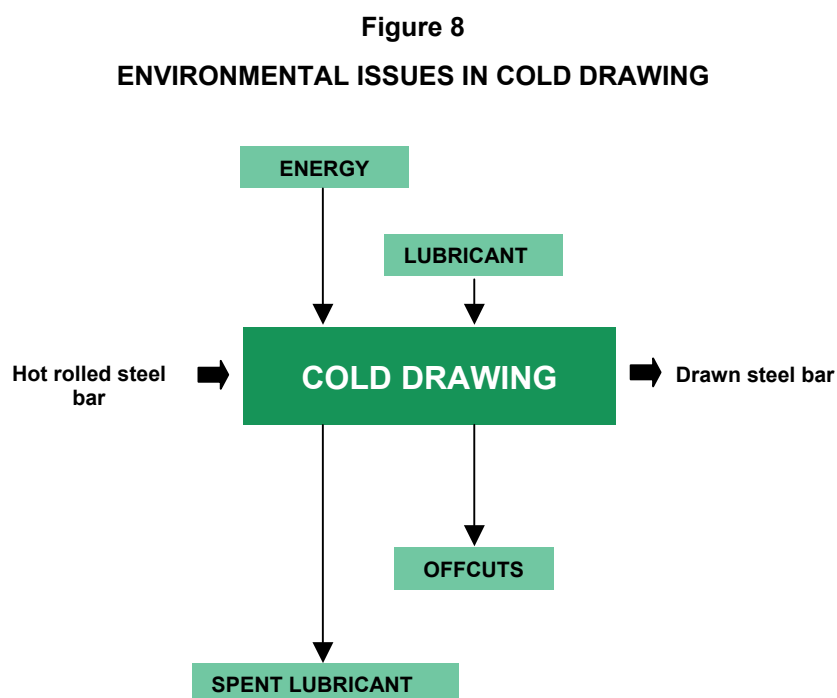 Figure 8
ENVIRONMENTAL ISSUES IN COLD DRAWING
ENERGY
LUBRICANT
Hot rolled steel
bar
COLD DRAWING
Drawn steel bar
OFFCUTS
SPENT LUBRICANT